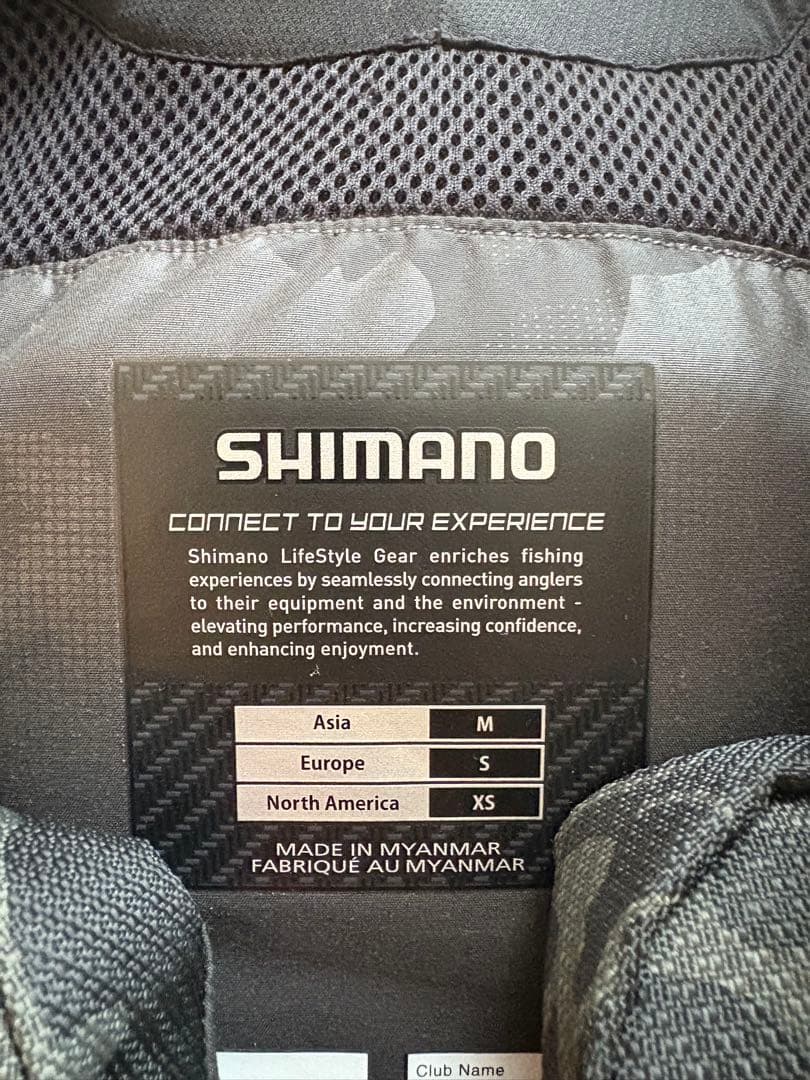 SHIMANO
CONNECT TO YOUR EXPERIENCE
Shimano LifeStyle Gear enriches fishing
experiences by seamlessly connecting anglers
to their equipment and the environment -
elevating performance, increasing confidence,
and enhancing enjoyment.
Asia M
Europe S
North America XS
MADE IN MYANMAR
FABRIQUÉ AU MYANMAR
Club Name